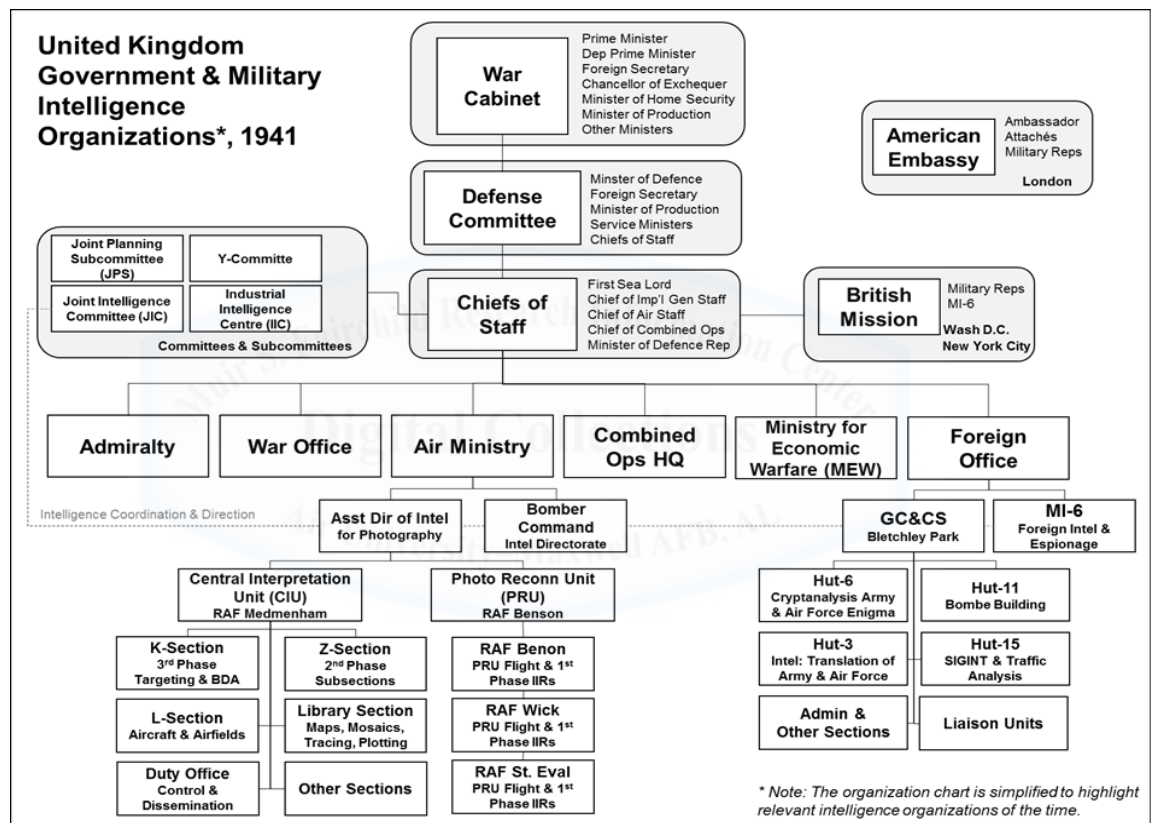 United Kingdom
Government & Military
Intelligence
Organizations*, 1941
War
Cabinet
Prime Minister
Dep Prime Minister
Foreign Secretary
Chancellor of Exchequer
Minister of Home Security
Minister of Production
Other Ministers
American
Embassy
Ambassador
Attachés
Military Reps
London
Defense
Committee
Minster of Defence
Foreign Secretary
Minister of Production
Service Ministers
Chiefs of Staff
Joint Planning
Subcommittee
(JPS)
Y-Committe
Joint Intelligence
Committee (JIC)
Industrial
Intelligence
Centre (IIC)
Committees & Subcommittees
Chiefs of
Staff
First Sea Lord
Chief of Imp'l Gen Staff
Chief of Air Staff
Chief of Combined Ops
Minister of Defence Rep
British
Mission
Military Reps
MI-6
Wash D.C.
New York City
Admiralty
War Office
Air Ministry
Combined
Ops HQ
Ministry for
Economic
Warfare (MEW)
Foreign
Office
Intelligence Coordination & Direction
Asst Dir of Intel
for Photography
Bomber
Command
Intel Directorate
GC&CS
Bletchley Park
MI-6
Foreign Intel &
Espionage
Central Interpretation
Unit (CIU)
RAF Medmenham
Photo Reconn Unit
(PRU)
RAF Benson
Hut-6
Cryptanalysis Army
& Air Force Enigma
Hut-11
Bombe Building
K-Section
3rd Phase
Targeting & BDA
Z-Section
2nd Phase
Subsections
RAF Benon
PRU Flight & 1st
Phase IIRs
Hut-3
Intel: Translation of
Army & Air Force
Hut-15
SIGINT & Traffic
Analysis
L-Section
Aircraft & Airfields
Library Section
Maps, Mosaics,
Tracing, Plotting
RAF Wick
PRU Flight & 1st
Phase IIRs
Admin &
Other Sections
Liaison Units
Duty Office
Control &
Dissemination
Other Sections
RAF St. Eval
PRU Flight & 1st
Phase IIRs
* Note: The organization chart is simplified to highlight
relevant intelligence organizations of the time.
Digital Collections